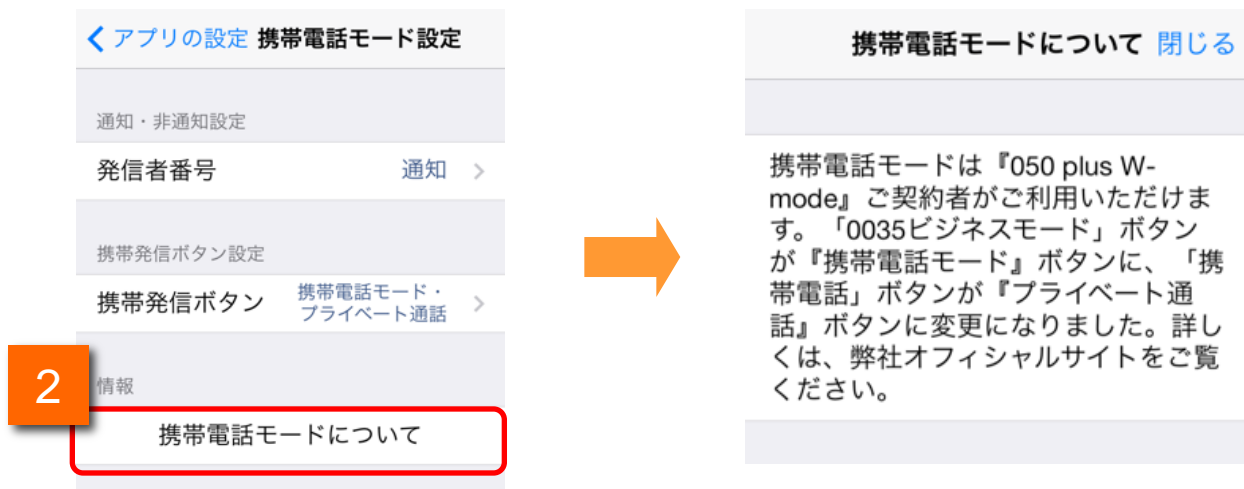 アプリの設定 携帯電話モード設定
通知・非通知設定
発信者番号 通知
携帯発信ボタン設定
携帯発信ボタン 携帯電話モード・
プライベート通話
2
情報
携帯電話モードについて
携帯電話モードについて 閉じる
携帯電話モードは『050 plus W-
mode』ご契約者がご利用いただけま
す。「0035ビジネスモード」ボタン
が『携帯電話モード』ボタンに、「携
帯電話」ボタンが『プライベート通
話』ボタンに変更になりました。詳し
くは、弊社オフィシャルサイトをご覧
ください。